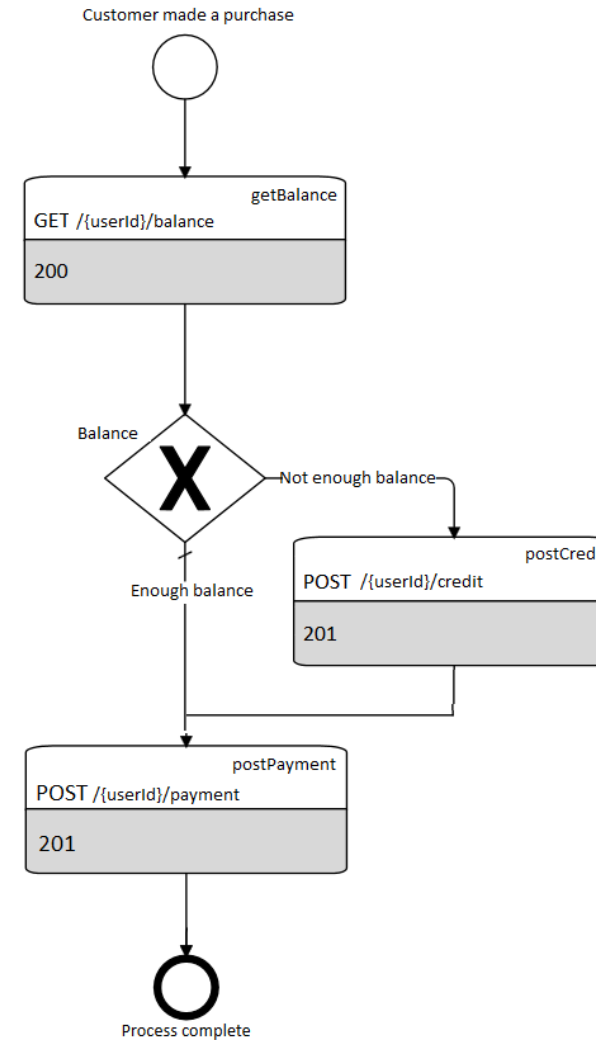 Customer made a purchase
getBalance
GET /{userId}/balance
200
Balance
X
Not enough balance
postCred
POST /{userId}/credit
201
Enough balance
postPayment
POST /{userId}/payment
201
Process complete